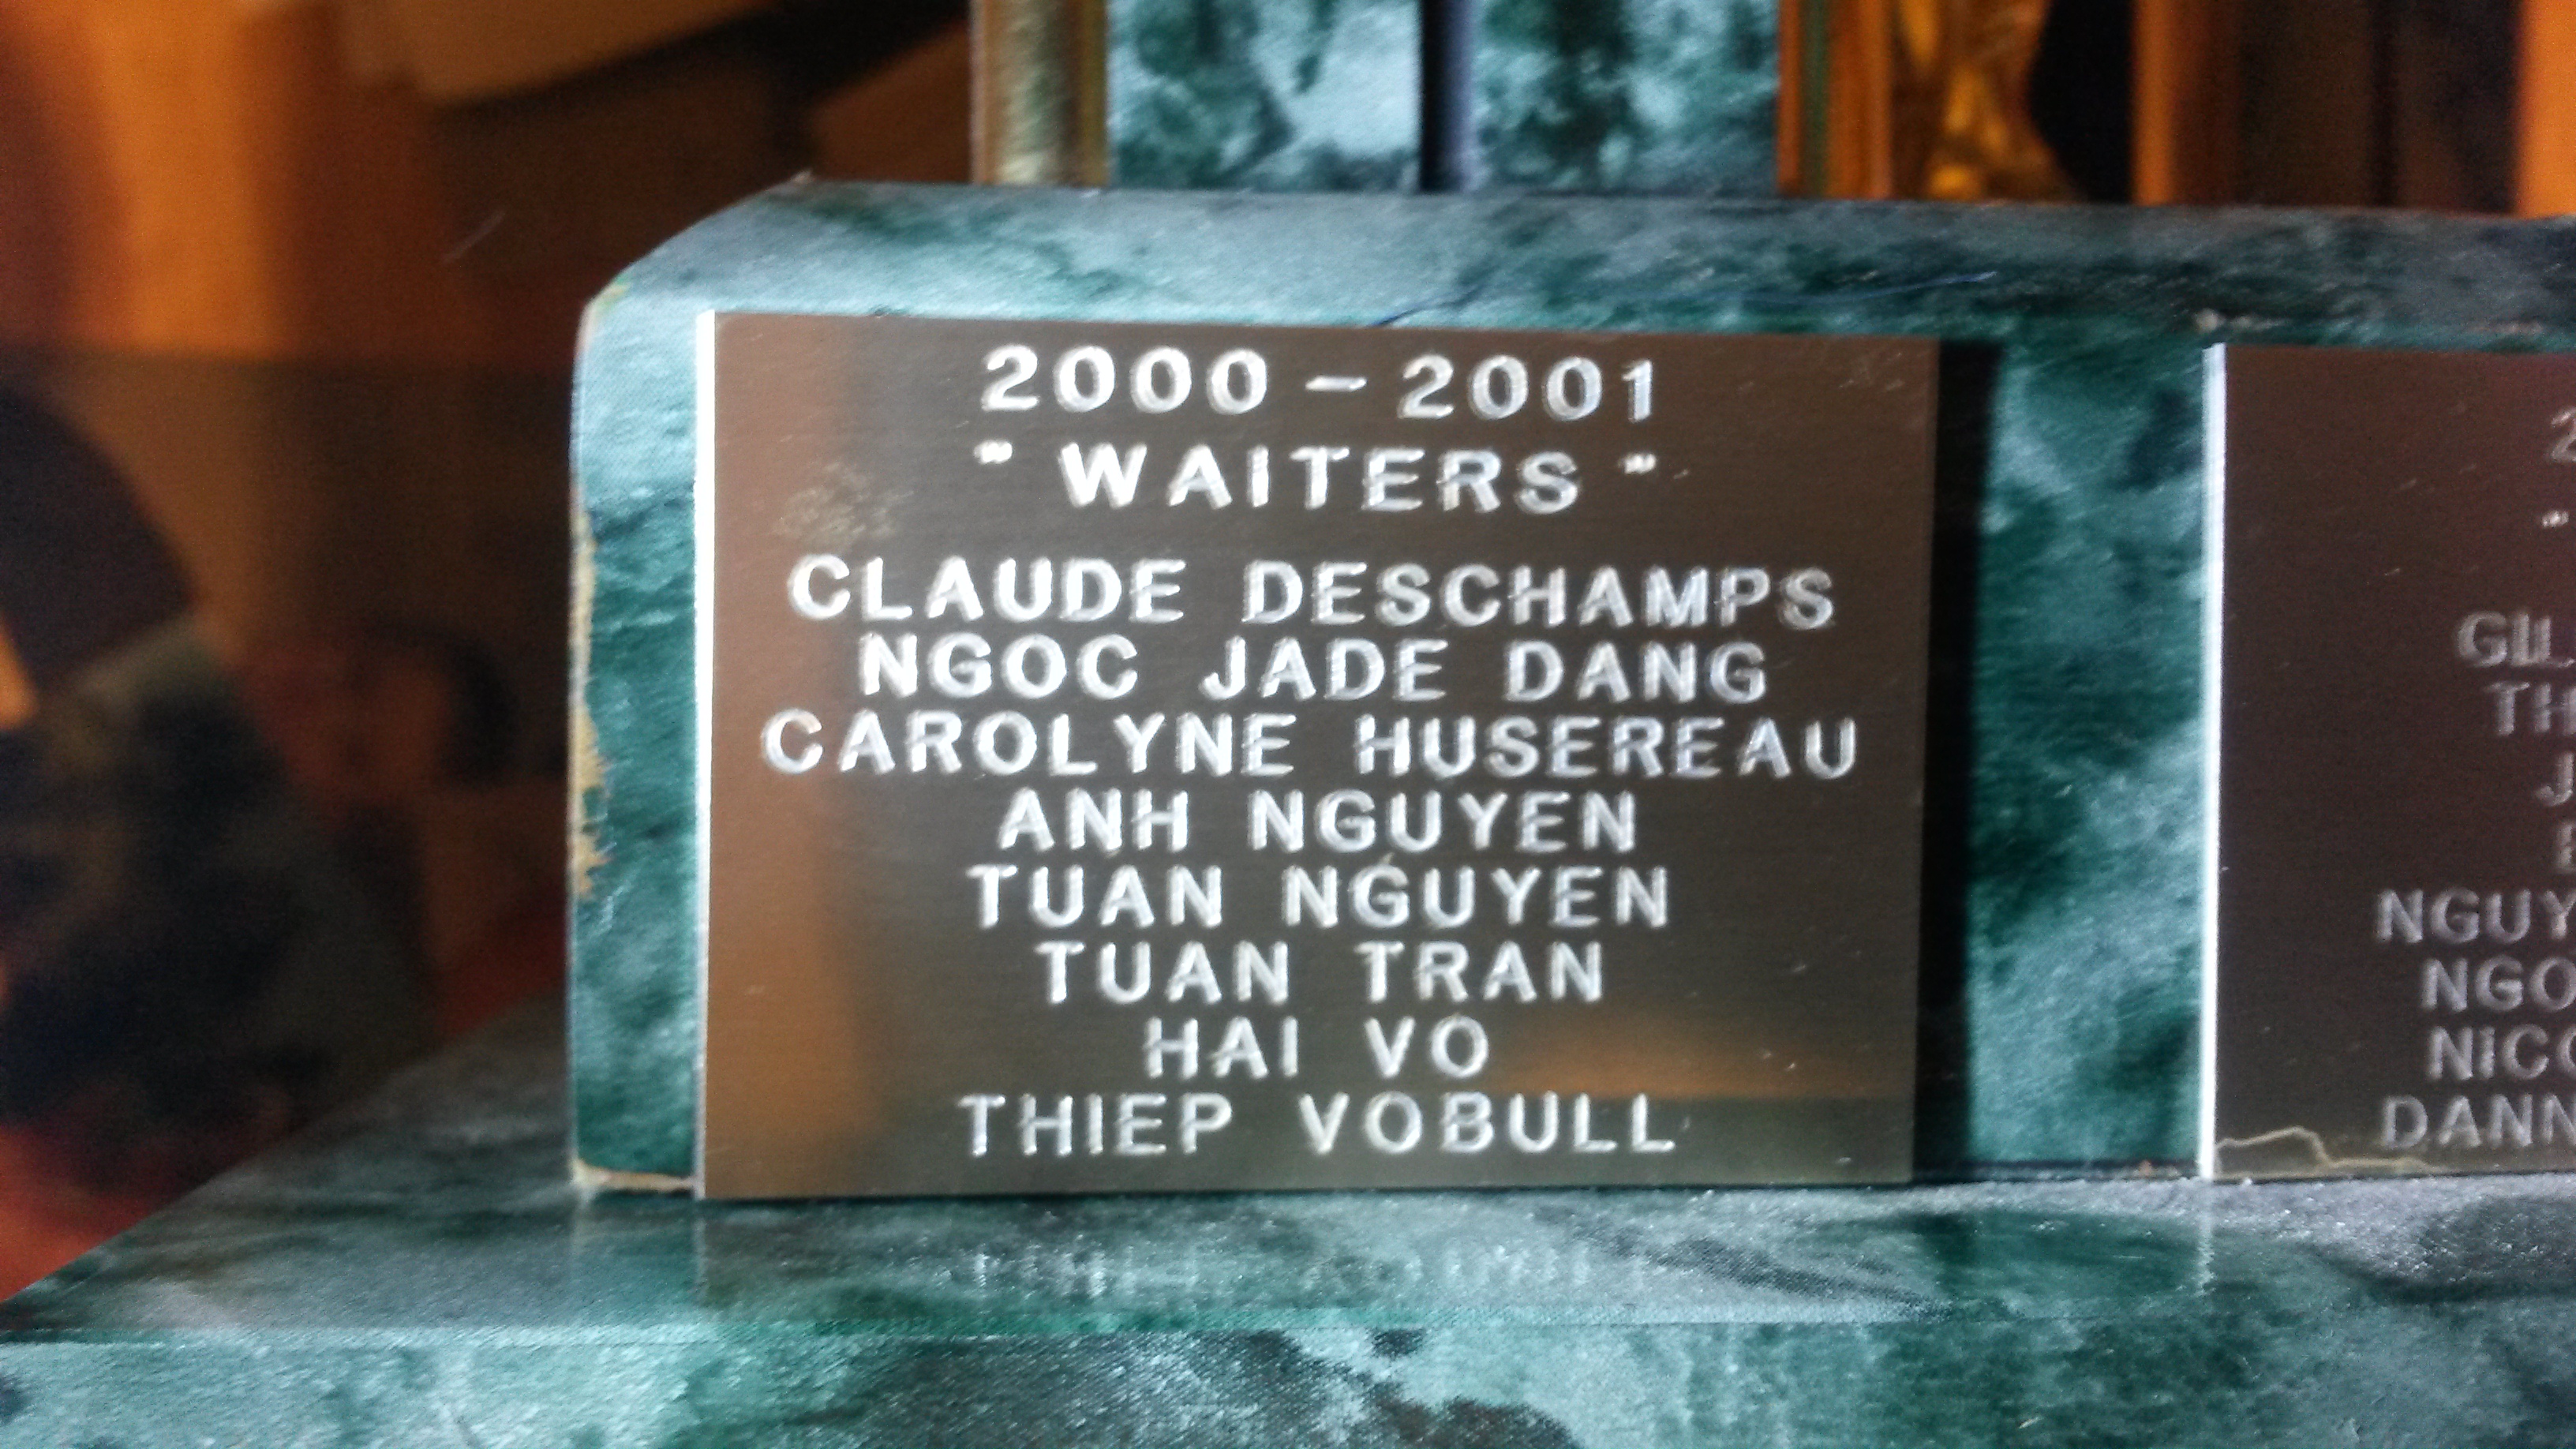 2000 - 2001
" WAITERS "
CLAUDE DESCHAMPS
NGOC JADE DANG
CAROLYNE HUSEREAU
ANH NGUYEN
TUAN NGUYEN
TUAN TRAN
HAI VO
THIEP VOBULL